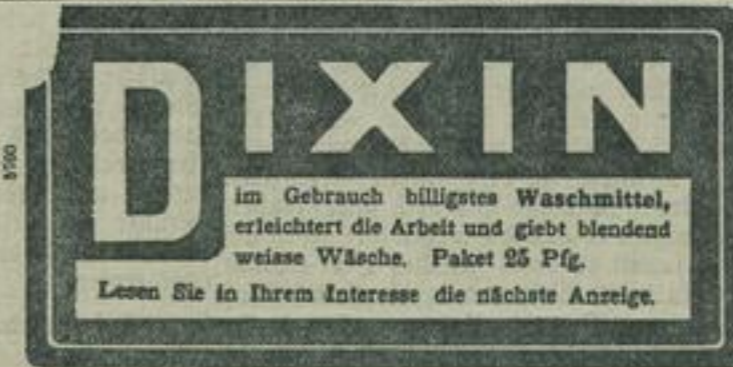 DIXIN
im Gebrauch billigstes Waschmittel,
erleichtert die Arbeit und giebt blendend
weisse Wäsche. Paket 25 Pfg.
Lesen Sie in Ihrem Interesse die nächste Anzeige.